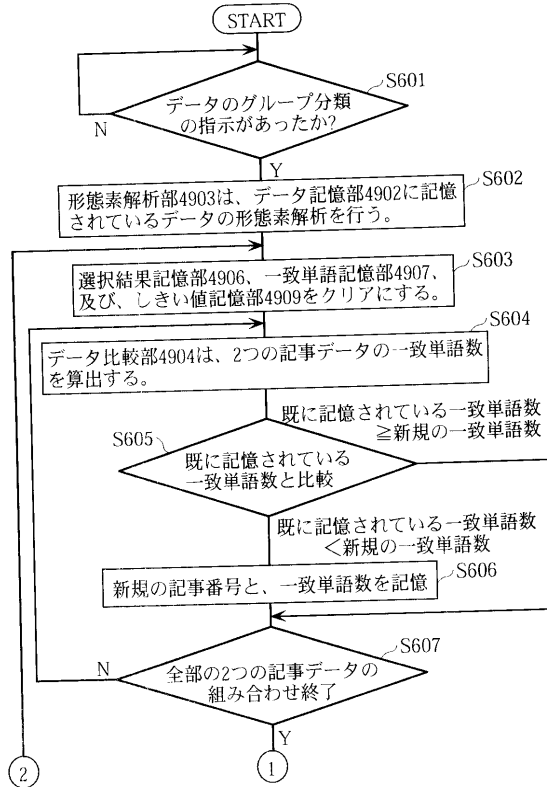 START
S601
データのグループ分類
の指示があったか?
N
Y
S602
形態素解析部4903は、データ記憶部4902に記憶
されているデータの形態素解析を行う。
S603
選択結果記憶部4906、一致単語記憶部4907、
及び、しきい値記憶部4909をクリアにする。
S604
データ比較部4904は、2つの記事データの一致単語数
を算出する。
既に記憶されている一致単語数
≧新規の一致単語数
S605
既に記憶されている
一致単語数と比較
既に記憶されている一致単語数
<新規の一致単語数
S606
新規の記事番号と、一致単語数を記憶
S607
N
全部の2つの記事データの
組み合わせ終了
Y
2
1